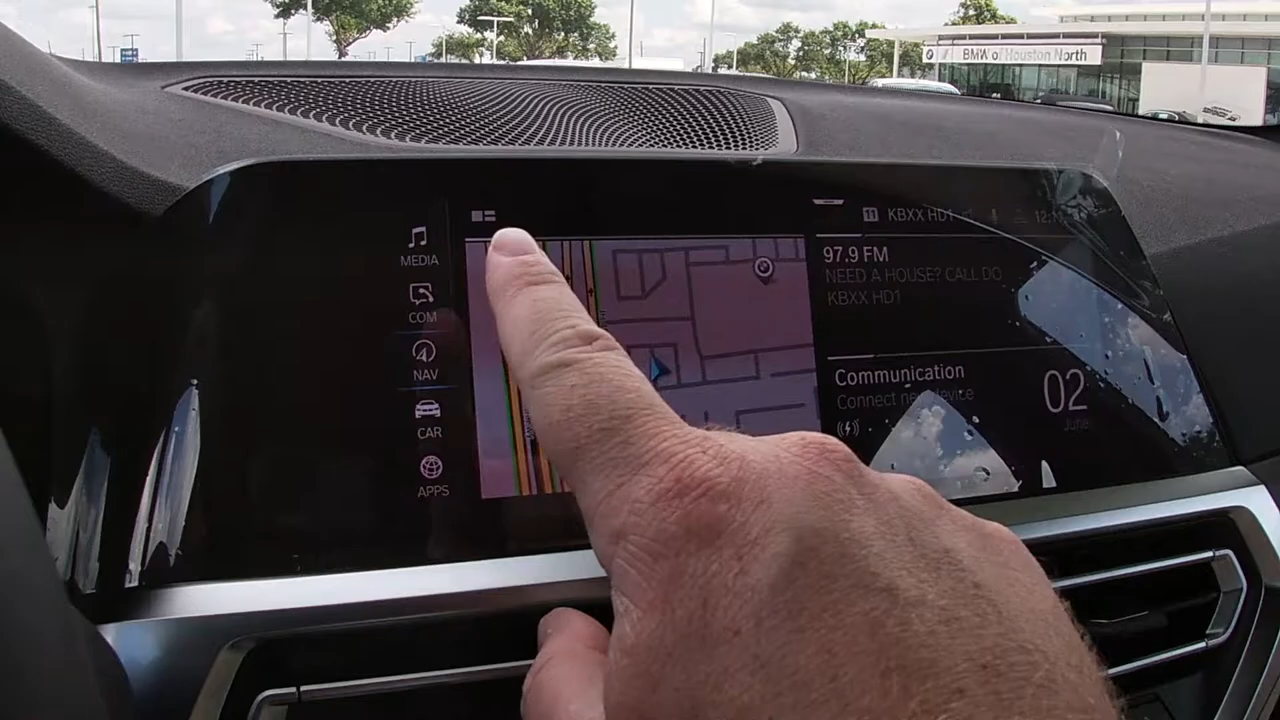 BMW of Houston North
MEDIA
COM
NAV
CAR
APPS
11 KBXX HD1
97.9 FM
NEED A HOUSE? CALL DO
KBXX HD1
Communication
Connect new device
02
June